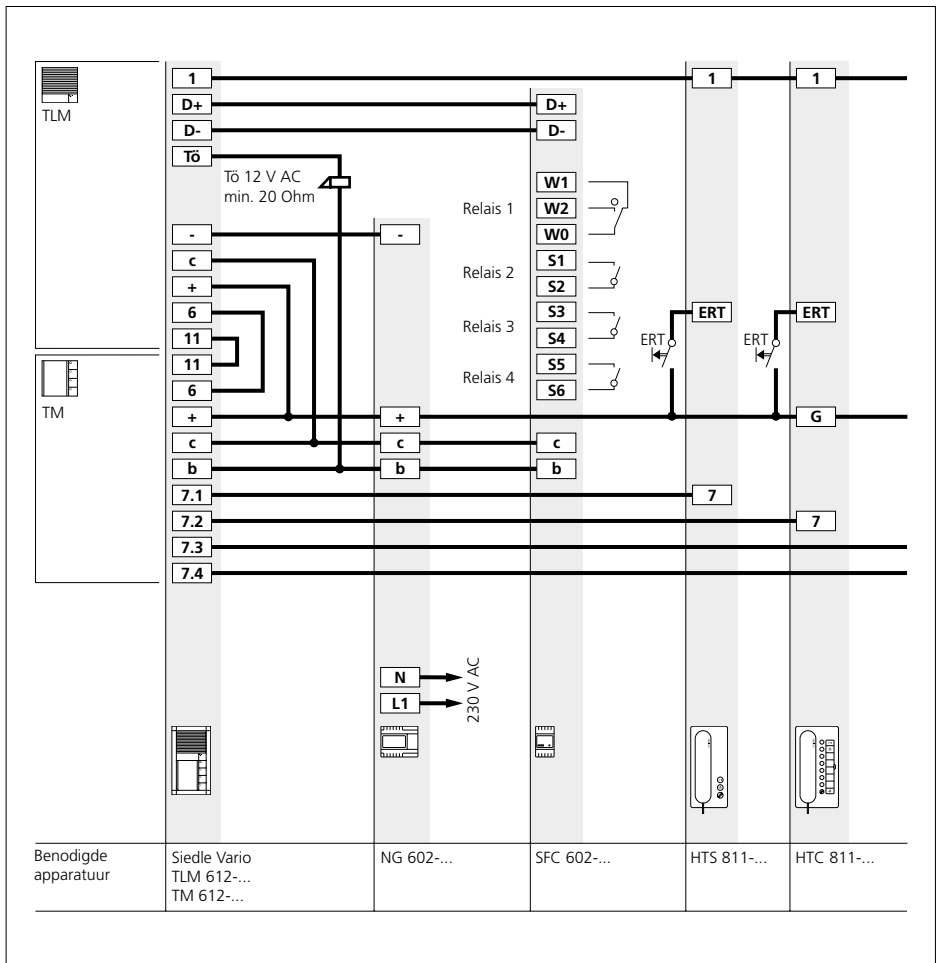 TLM
1 1 1
D+ D+
D- D-
Tö
Tö 12 V AC
min. 20 Ohm
W1
Relais 1 W2
- - W0
c S1
Relais 2
+ S2
6 S3 ERT ERT
Relais 3
11 S4 ERT ERT
11 S5
Relais 4
6 S6
TM
+ + G
c c c
b b b
7.1 7
7.2 7
7.3
7.4
N
L1
230 V AC
Benodigde
apparatuur
Siedle Vario
TLM 612-...
TM 612-...
NG 602-...
SFC 602-...
HTS 811-...
HTC 811-...